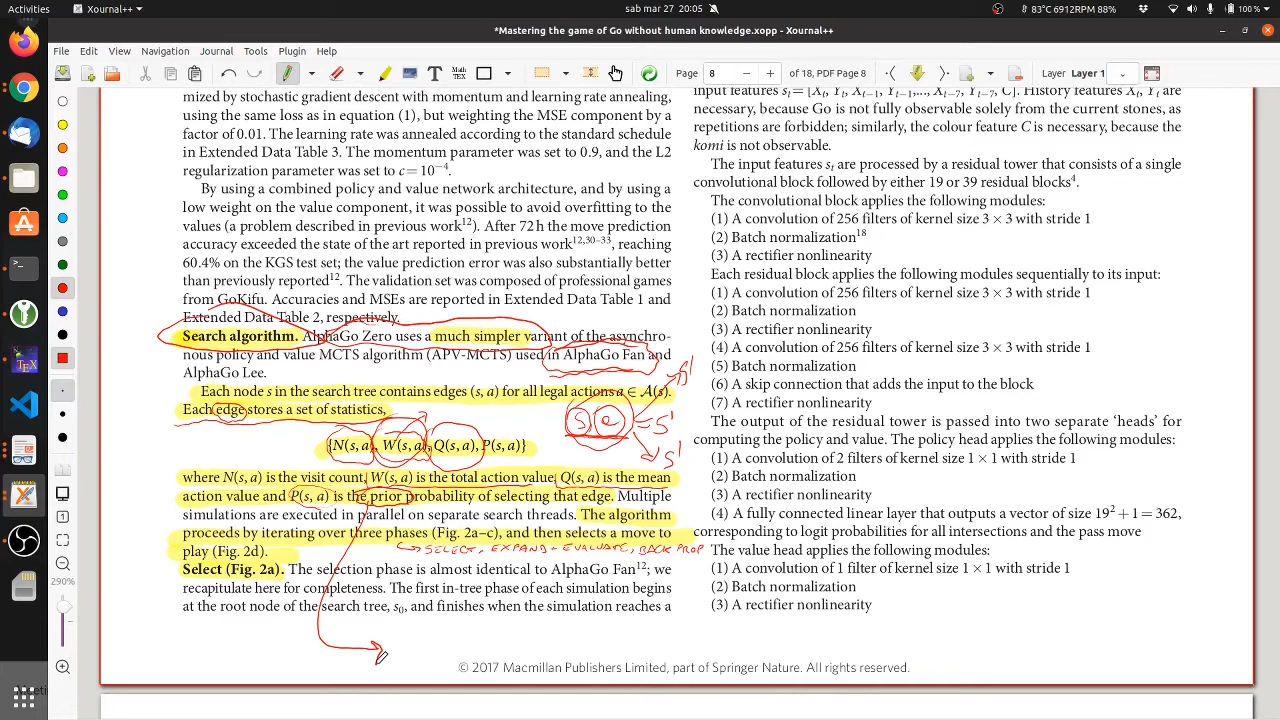 Activities
Xournal++
sab mar 27 20:05
83°C 6912RPM 88%
100 %
*Mastering the game of Go without human knowledge.xopp - Xournal++
File Edit View Navigation Journal Tools Plugin Help
Page 8 of 18, PDF Page 8
Layer Layer 1
mized by stochastic gradient descent with momentum and learning rate annealing,
using the same loss as in equation (1), but weighting the MSE component by a
factor of 0.01. The learning rate was annealed according to the standard schedule
in Extended Data Table 3. The momentum parameter was set to 0.9, and the L2
regularization parameter was set to c = 10⁻⁴.
By using a combined policy and value network architecture, and by using a
low weight on the value component, it was possible to avoid overfitting to the
values (a problem described in previous work¹²). After 72 h the move prediction
accuracy exceeded the state of the art reported in previous work¹²,³⁰⁻³³, reaching
60.4% on the KGS test set; the value prediction error was also substantially better
than previously reported¹². The validation set was composed of professional games
from GoKifu. Accuracies and MSEs are reported in Extended Data Table 1 and
Extended Data Table 2, respectively.
Search algorithm. AlphaGo Zero uses a much simpler variant of the asynchro-
nous policy and value MCTS algorithm (APV-MCTS) used in AlphaGo Fan and
AlphaGo Lee.
Each node s in the search tree contains edges (s, a) for all legal actions a ∈ A(s).
Each edge stores a set of statistics,
S a
S'
S'
S'
{N(s, a), W(s, a), Q(s, a), P(s, a)}
where N(s, a) is the visit count, W(s, a) is the total action value, Q(s, a) is the mean
action value and P(s, a) is the prior probability of selecting that edge. Multiple
simulations are executed in parallel on separate search threads. The algorithm
proceeds by iterating over three phases (Fig. 2a–c), and then selects a move to
play (Fig. 2d).
SELECT, EXPAND + EVALUATE, BACK PROP
Select (Fig. 2a). The selection phase is almost identical to AlphaGo Fan¹²; we
recapitulate here for completeness. The first in-tree phase of each simulation begins
at the root node of the search tree, s₀, and finishes when the simulation reaches a
input features sₜ = [Xₜ, Yₜ, Xₜ₋₁, Yₜ₋₁,..., Xₜ₋₇, Yₜ₋₇, C]. History features Xₜ, Yₜ are
necessary, because Go is not fully observable solely from the current stones, as
repetitions are forbidden; similarly, the colour feature C is necessary, because the
komi is not observable.
The input features sₜ are processed by a residual tower that consists of a single
convolutional block followed by either 19 or 39 residual blocks⁴.
The convolutional block applies the following modules:
(1) A convolution of 256 filters of kernel size 3 × 3 with stride 1
(2) Batch normalization¹⁸
(3) A rectifier nonlinearity
Each residual block applies the following modules sequentially to its input:
(1) A convolution of 256 filters of kernel size 3 × 3 with stride 1
(2) Batch normalization
(3) A rectifier nonlinearity
(4) A convolution of 256 filters of kernel size 3 × 3 with stride 1
(5) Batch normalization
(6) A skip connection that adds the input to the block
(7) A rectifier nonlinearity
The output of the residual tower is passed into two separate ‘heads’ for
computing the policy and value. The policy head applies the following modules:
(1) A convolution of 2 filters of kernel size 1 × 1 with stride 1
(2) Batch normalization
(3) A rectifier nonlinearity
(4) A fully connected linear layer that outputs a vector of size 19² + 1 = 362,
corresponding to logit probabilities for all intersections and the pass move
The value head applies the following modules:
(1) A convolution of 1 filter of kernel size 1 × 1 with stride 1
(2) Batch normalization
(3) A rectifier nonlinearity
290%
© 2017 Macmillan Publishers Limited, part of Springer Nature. All rights reserved.